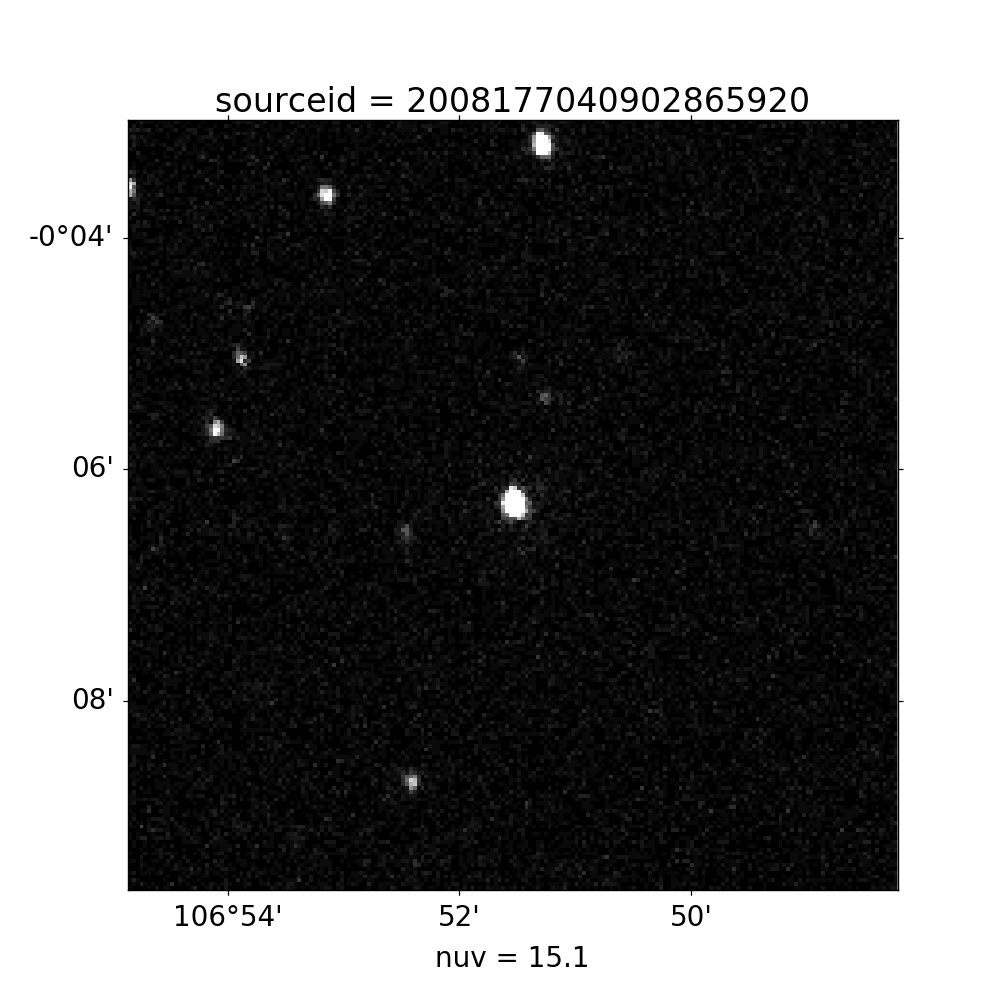 sourceid = 2008177040902865920
-0°04'
06'
08'
106°54' 52' 50'
nuv = 15.1